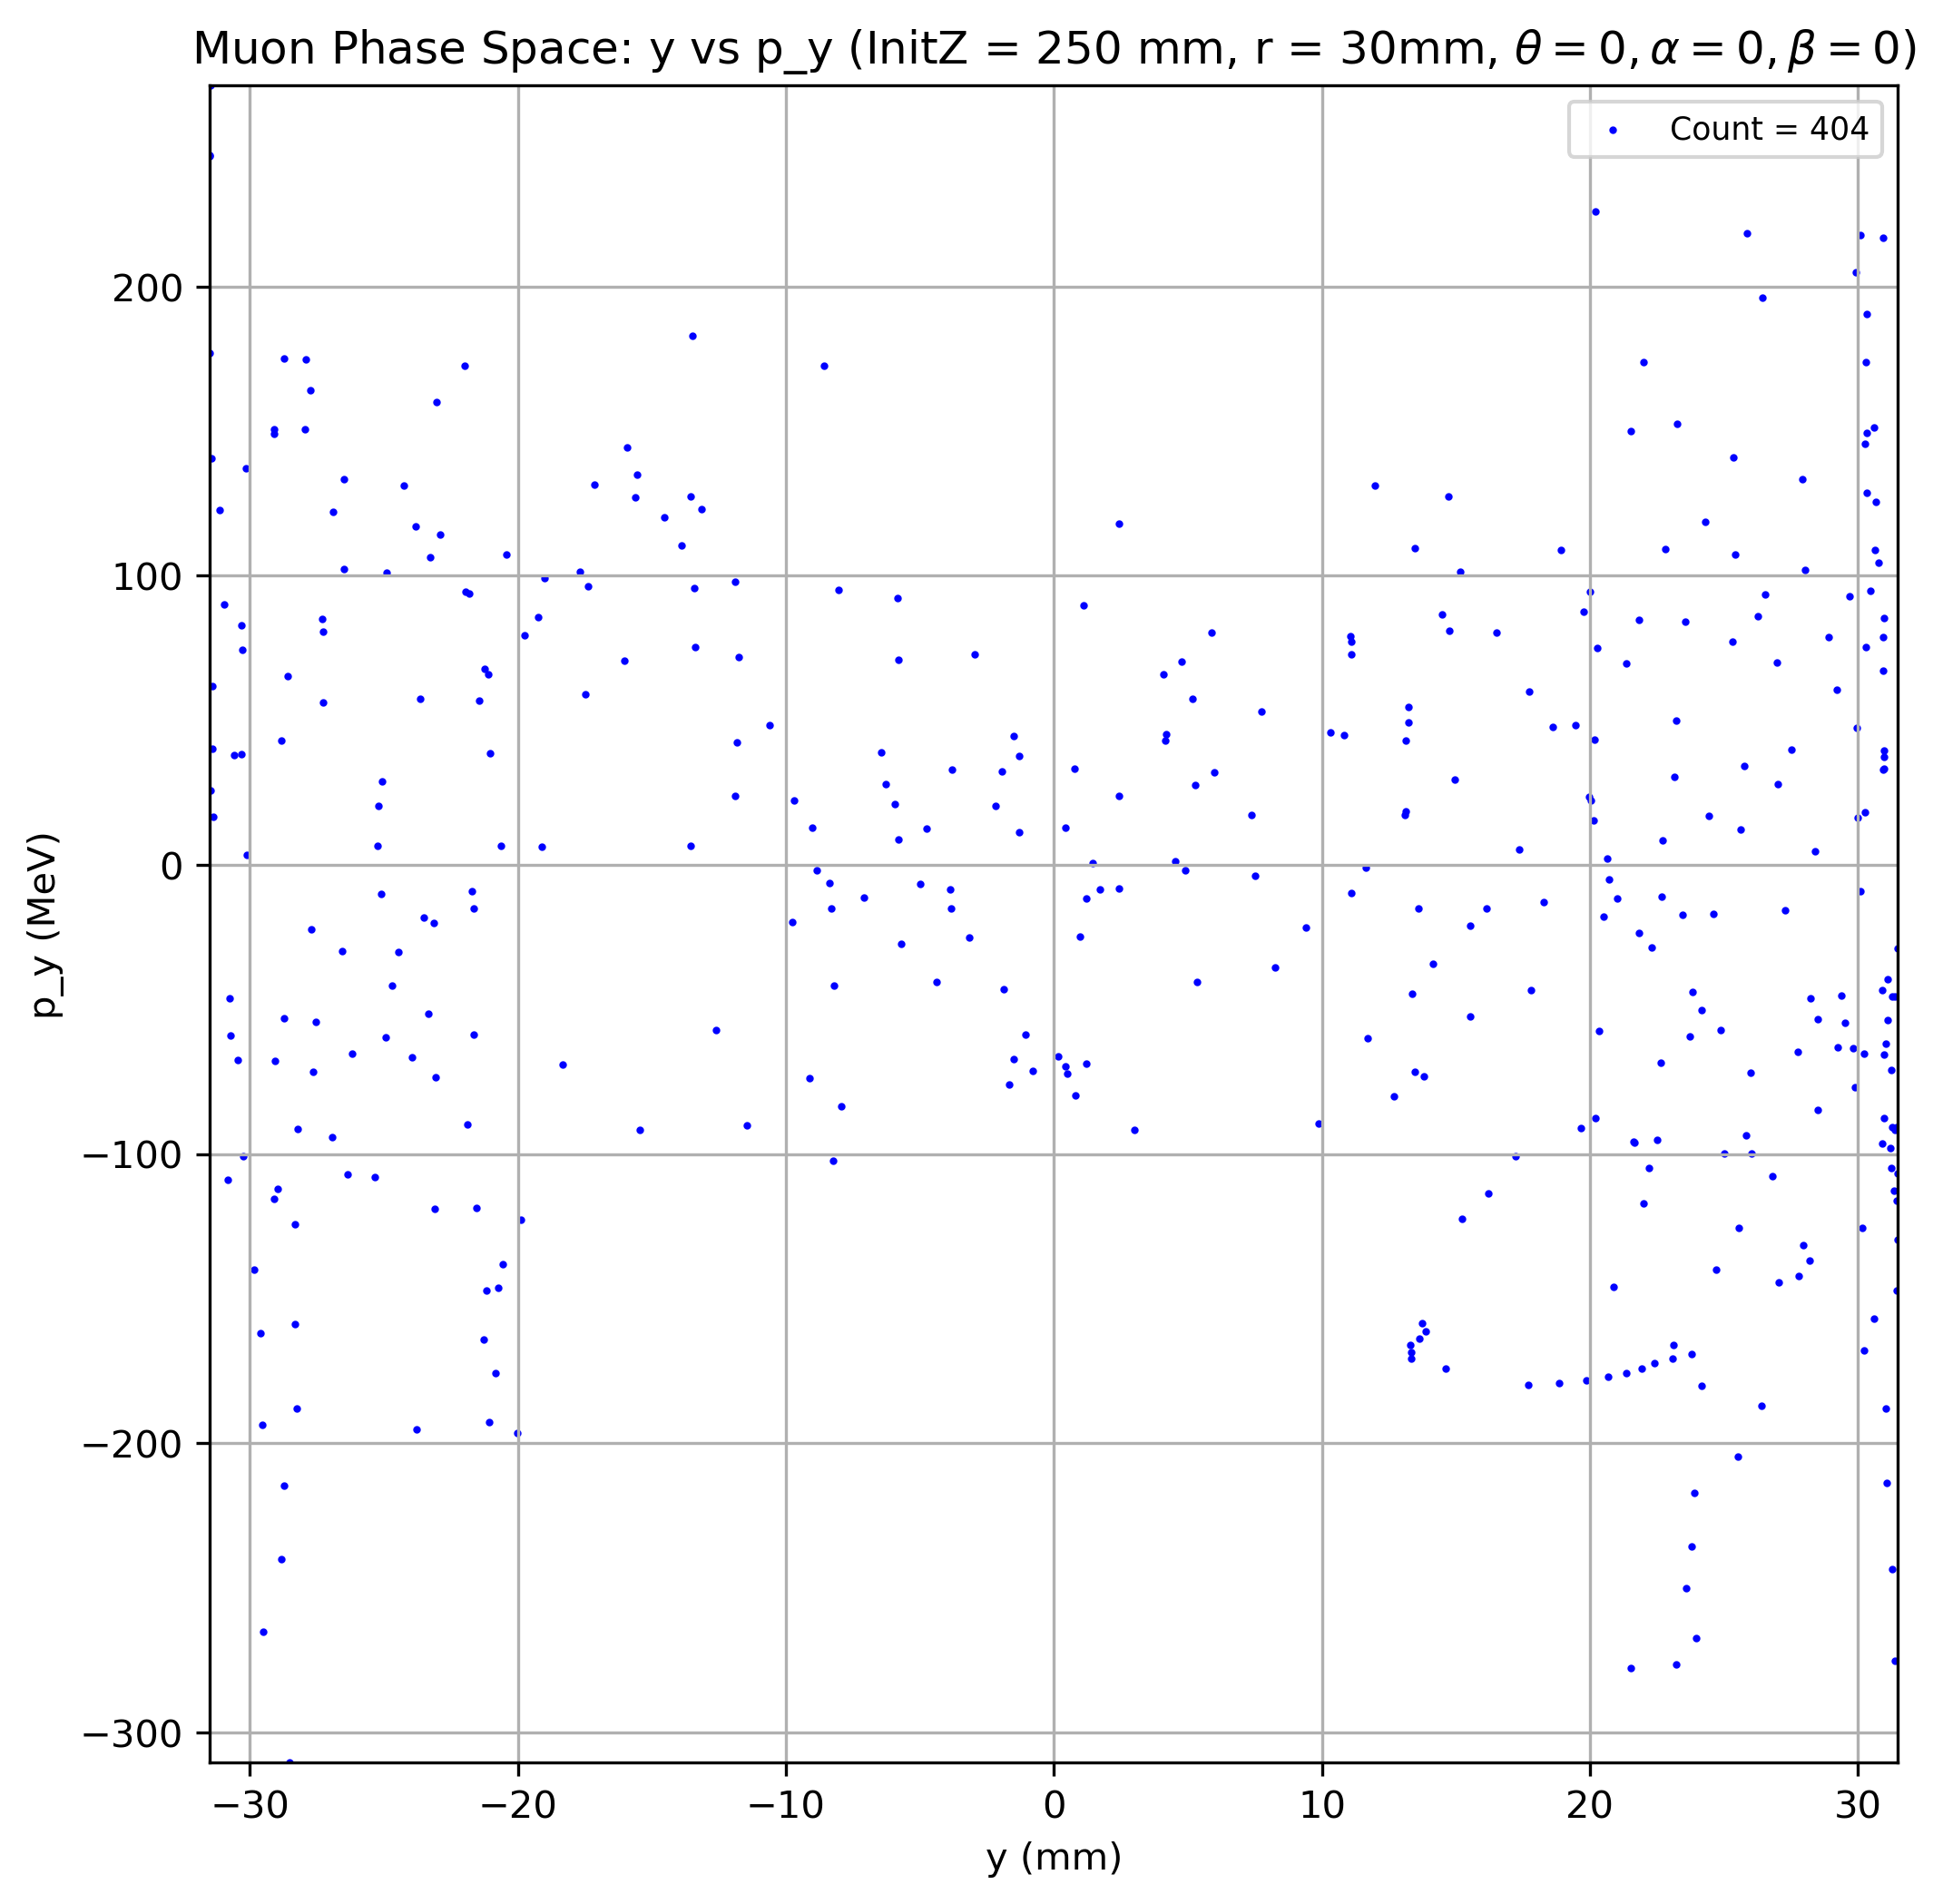 Muon Phase Space: y vs p_y (InitZ = 250 mm, r = 30mm, θ = 0, α = 0, β = 0)
Count = 404
200
100
0
−100
−200
−300
p_y (MeV)
−30 −20 −10 0 10 20 30
y (mm)